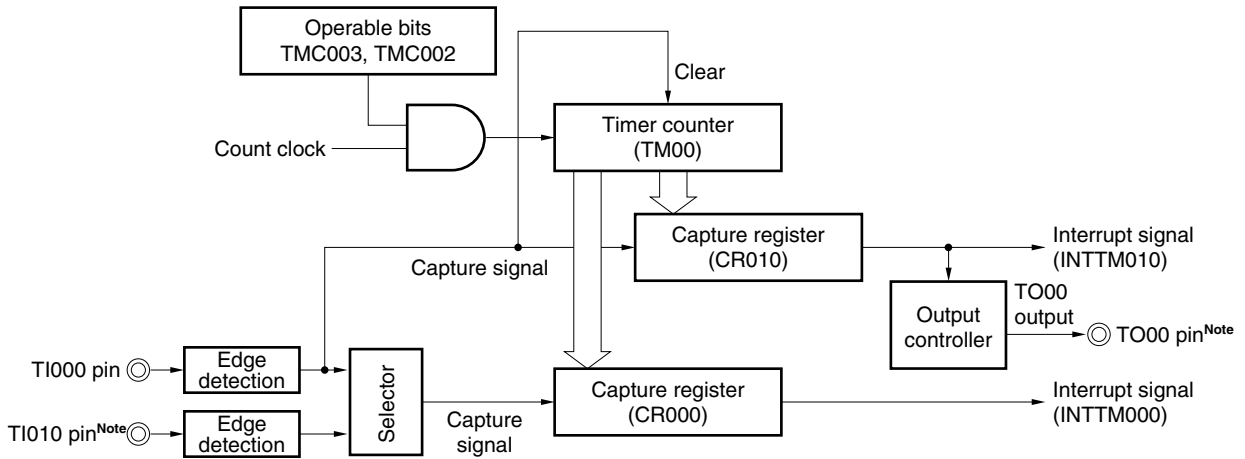 Operable bits
TMC003, TMC002
Clear
Timer counter
(TM00)
Count clock
Capture register
(CR010)
Interrupt signal
(INTTM010)
Capture signal
TO00
output
Output
controller
TO00 pinNote
TI000 pin
Edge
detection
Selector
Capture register
(CR000)
Interrupt signal
(INTTM000)
Capture
signal
TI010 pinNote
Edge
detection